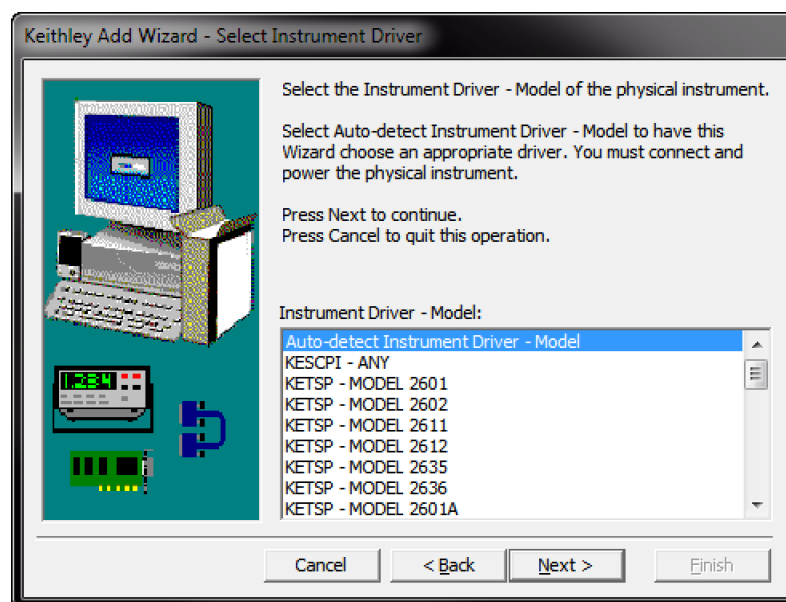 Keithley Add Wizard - Select Instrument Driver
Select the Instrument Driver - Model of the physical instrument.
Select Auto-detect Instrument Driver - Model to have this
Wizard choose an appropriate driver. You must connect and
power the physical instrument.
Press Next to continue.
Press Cancel to quit this operation.
Instrument Driver - Model:
Auto-detect Instrument Driver - Model
KESCPI - ANY
KETSP - MODEL 2601
KETSP - MODEL 2602
KETSP - MODEL 2611
KETSP - MODEL 2612
KETSP - MODEL 2635
KETSP - MODEL 2636
KETSP - MODEL 2601A
1.234
Cancel
< Back
Next >
Finish